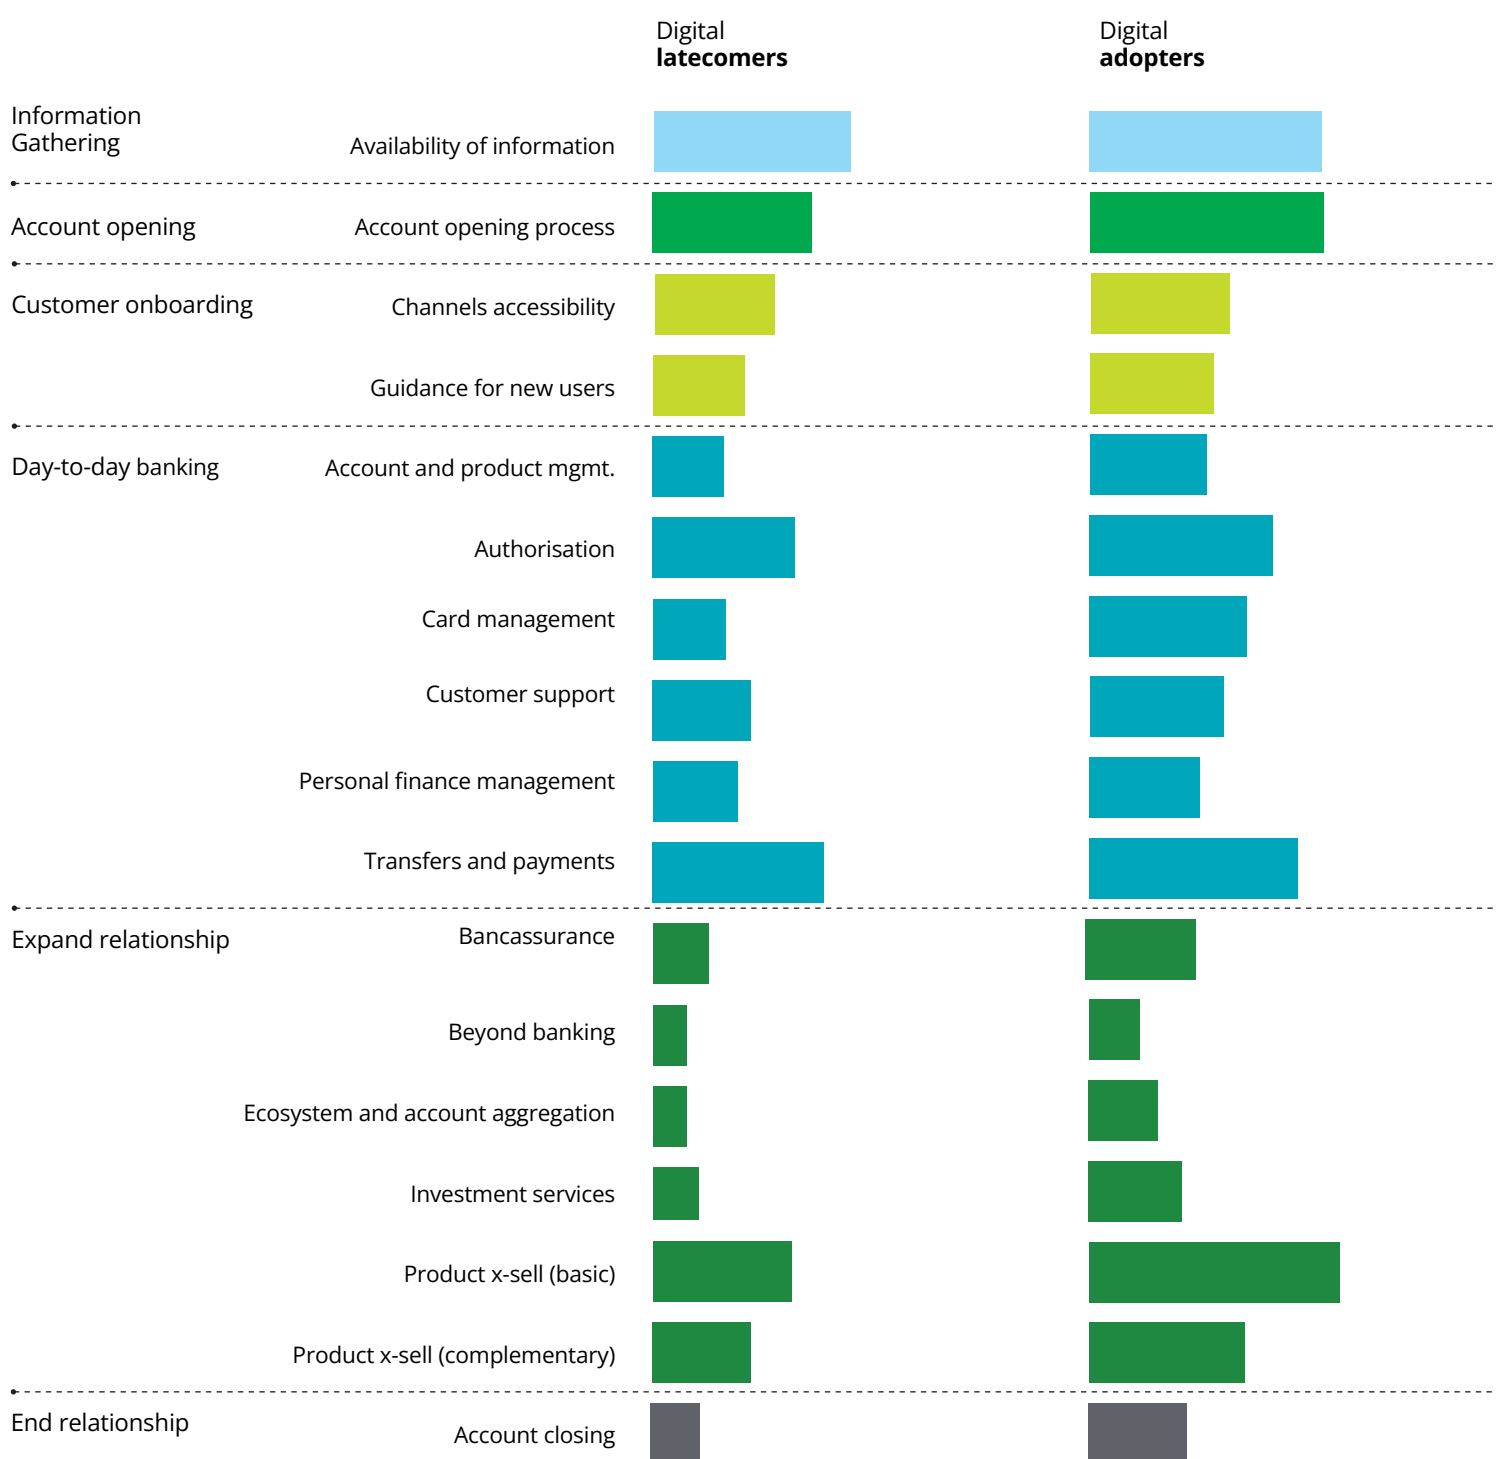 Digital
latecomers
Digital
adopters
Information
Gathering
Availability of information
Account opening
Account opening process
Customer onboarding
Channels accessibility
Guidance for new users
Day-to-day banking
Account and product mgmt.
Authorisation
Card management
Customer support
Personal finance management
Transfers and payments
Expand relationship
Bancassurance
Beyond banking
Ecosystem and account aggregation
Investment services
Product x-sell (basic)
Product x-sell (complementary)
End relationship
Account closing